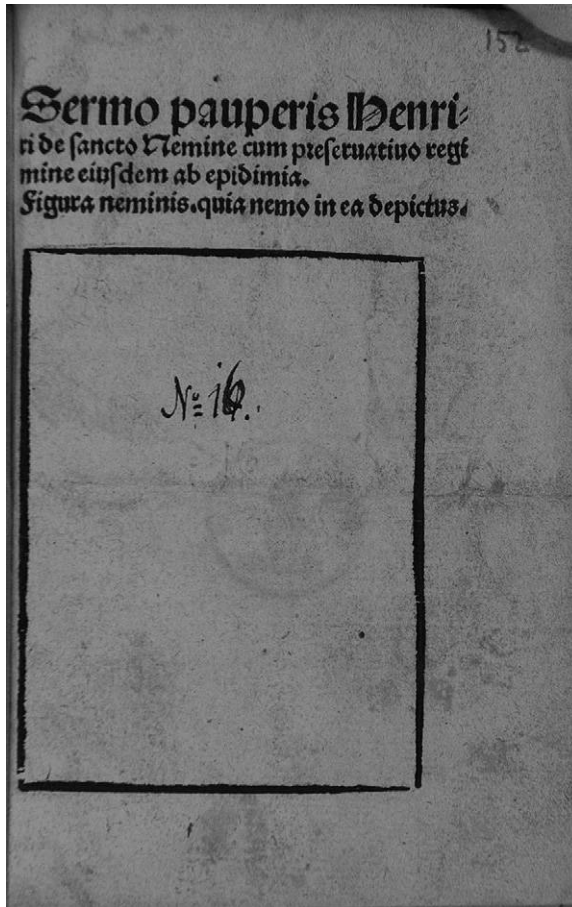 152
Sermo pauperis Henri⸗
ci de sancto Nemine cum preseruatiuo regi
mine eiusdem ab epidimia.
Figura neminis. quia nemo in ea depictus.
No: 16.